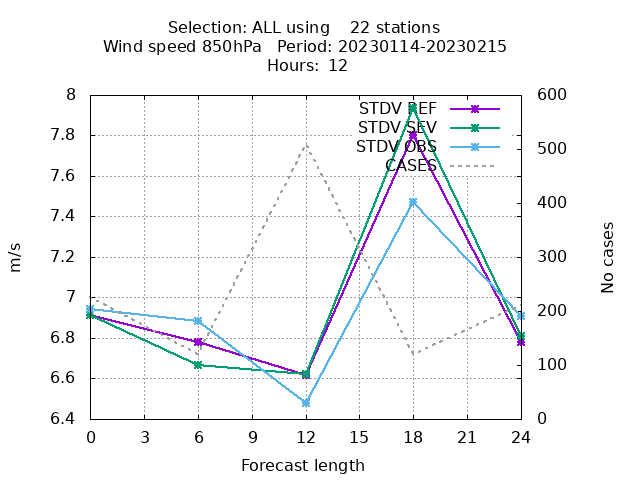 Selection: ALL using    22 stations
Wind speed 850hPa   Period: 20230114-20230215
Hours:  12
8
7.8
7.6
7.4
7.2
7
6.8
6.6
6.4
m/s
STDV REF
STDV SEV
STDV OBS
CASES
600
500
400
300
200
100
0
No cases
0 3 6 9 12 15 18 21 24
Forecast length